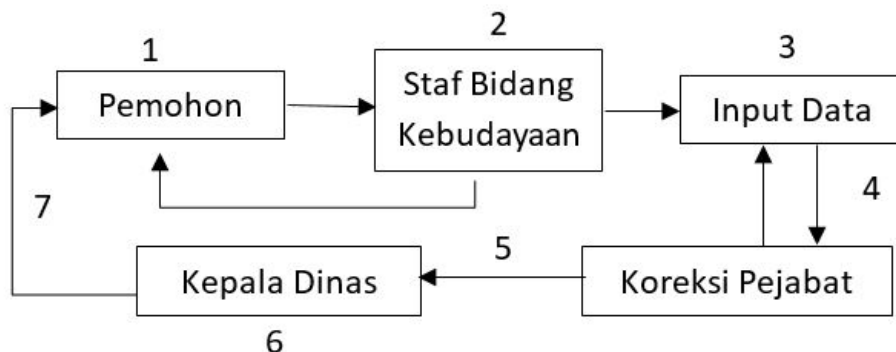 1
Pemohon
2
Staf Bidang
Kebudayaan
3
Input Data
4
Koreksi Pejabat
5
Kepala Dinas
6
7